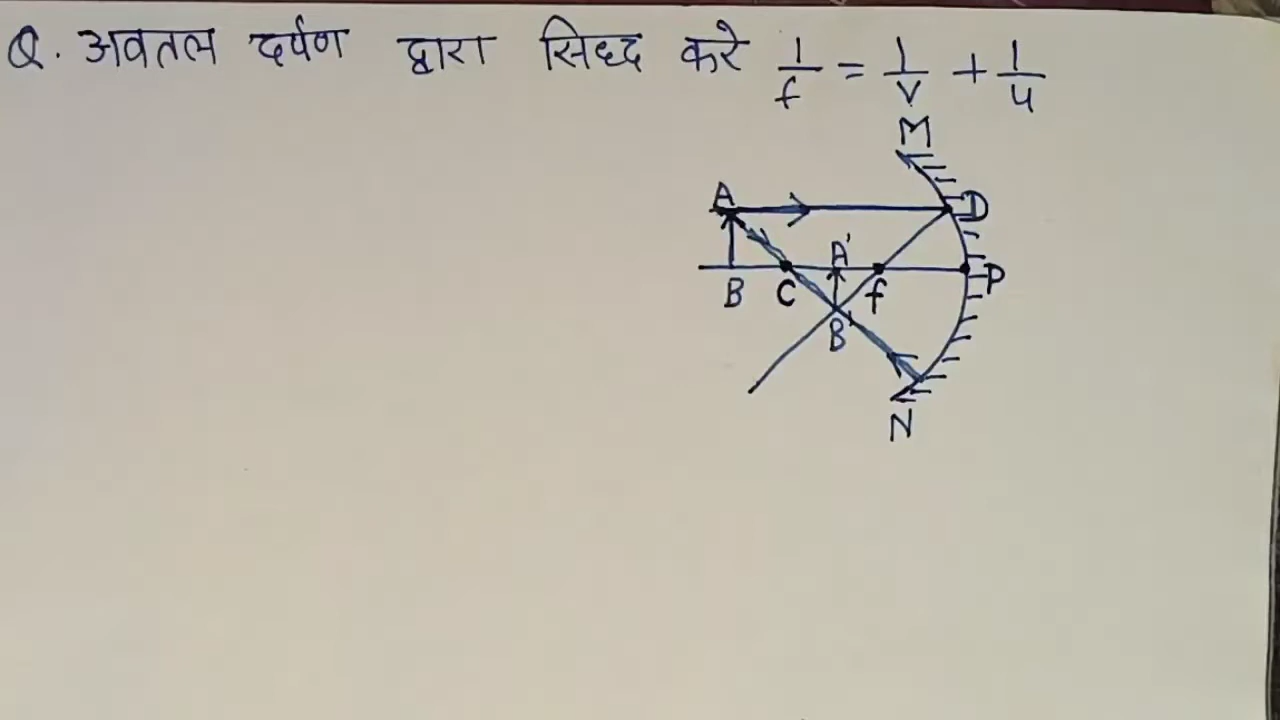 Q. अवतल दर्पण द्वारा सिध्द करे 1/f = 1/v + 1/u
M
A D
A'
B C f P
B'
N